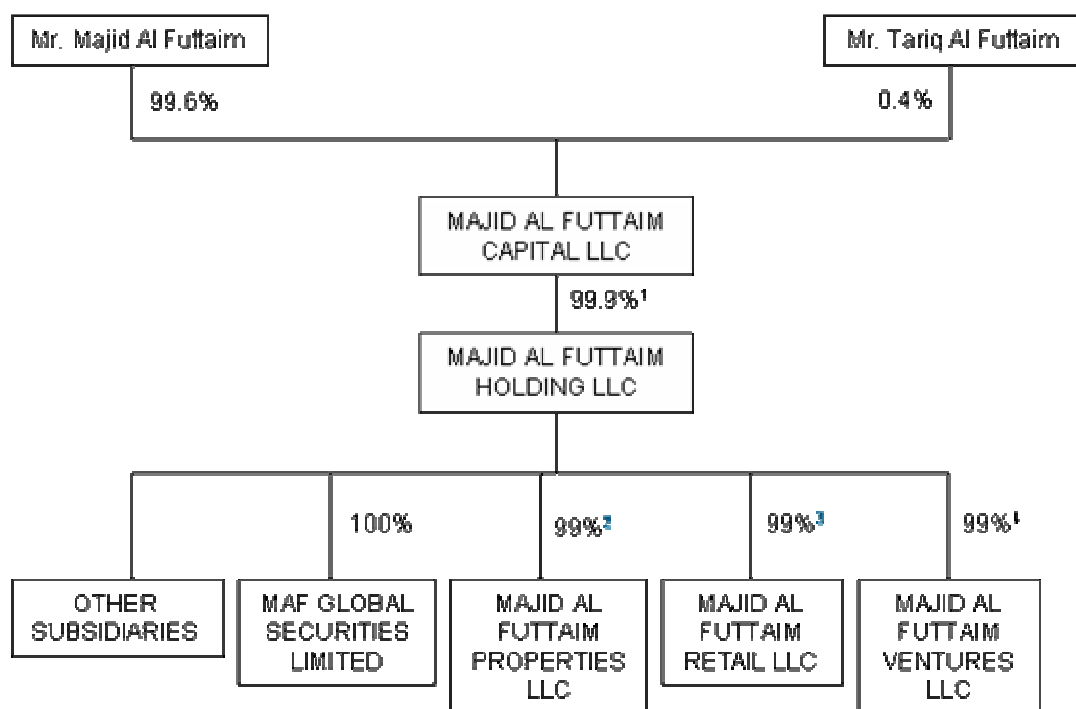 Mr. Majid Al Futtaim
Mr. Tariq Al Futtaim
99.6%
0.4%
MAJID AL FUTTAIM
CAPITAL LLC
99.9%¹
MAJID AL FUTTAIM
HOLDING LLC
100%
99%²
99%³
99%⁴
OTHER
SUBSIDIARIES
MAF GLOBAL
SECURITIES
LIMITED
MAJID AL
FUTTAIM
PROPERTIES
LLC
MAJID AL
FUTTAIM
RETAIL LLC
MAJID AL
FUTTAIM
VENTURES
LLC